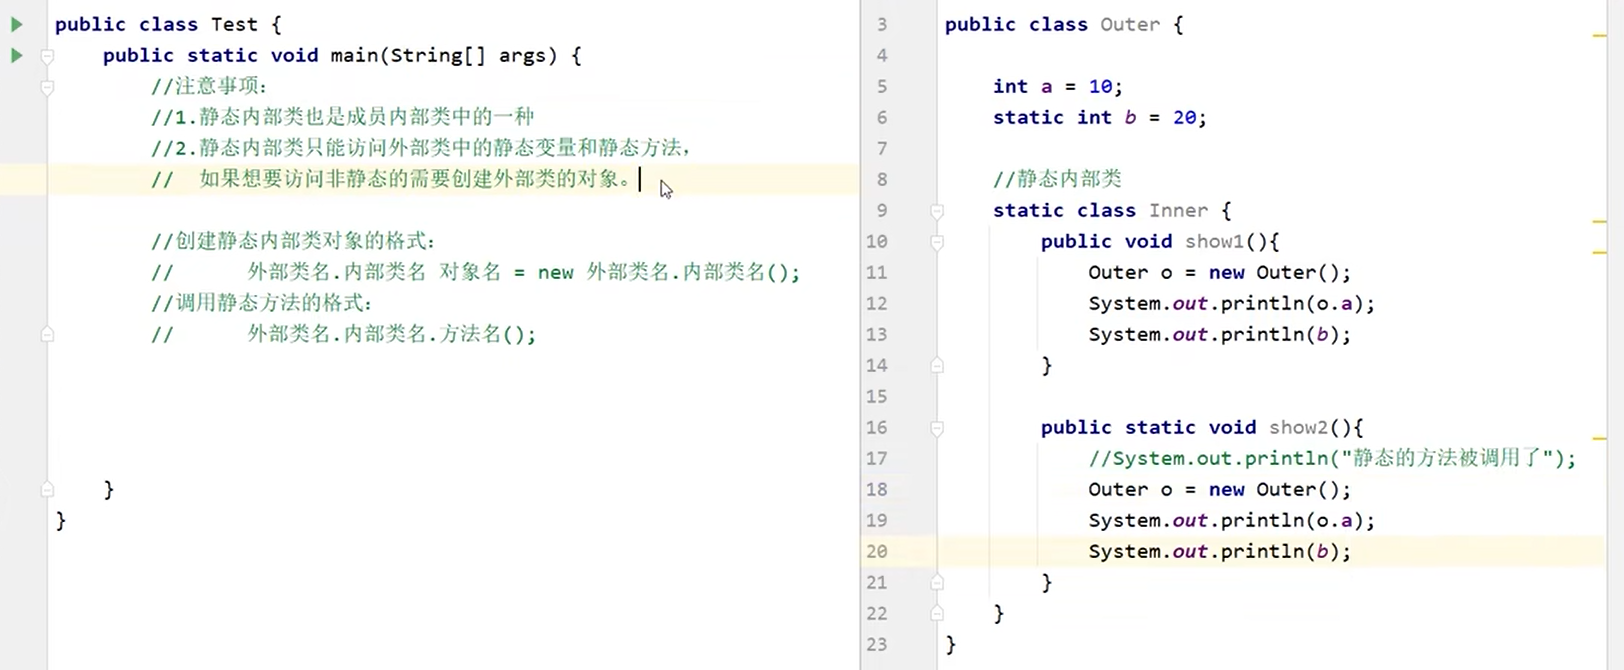 public class Test {
public static void main(String[] args) {
//注意事项:
//1.静态内部类也是成员内部类中的一种
//2.静态内部类只能访问外部类中的静态变量和静态方法,
// 如果想要访问非静态的需要创建外部类的对象。
//创建静态内部类对象的格式:
// 外部类名.内部类名 对象名 = new 外部类名.内部类名();
//调用静态方法的格式:
// 外部类名.内部类名.方法名();
}
}
3 public class Outer {
4
5 int a = 10;
6 static int b = 20;
7
8 //静态内部类
9 static class Inner {
10 public void show1(){
11 Outer o = new Outer();
12 System.out.println(o.a);
13 System.out.println(b);
14 }
15
16 public static void show2(){
17 //System.out.println("静态的方法被调用了");
18 Outer o = new Outer();
19 System.out.println(o.a);
20 System.out.println(b);
21 }
22 }
23 }